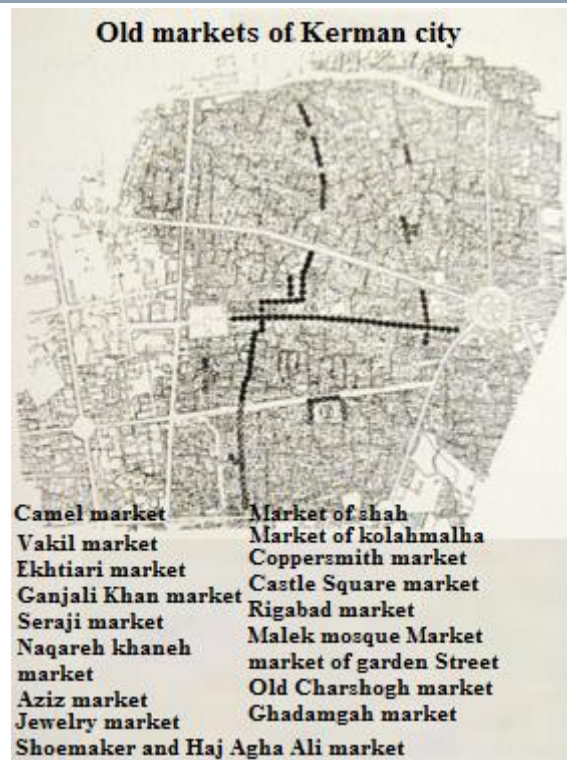 Old markets of Kerman city
Camel market
Vakil market
Ekhtiari market
Ganjali Khan market
Seraji market
Naqareh khaneh
market
Aziz market
Jewelry market
Shoemaker and Haj Agha Ali market
Market of shah
Market of kolahmalha
Coppersmith market
Castle Square market
Rigabad market
Malek mosque Market
market of garden Street
Old Charshogh market
Ghadamgah market